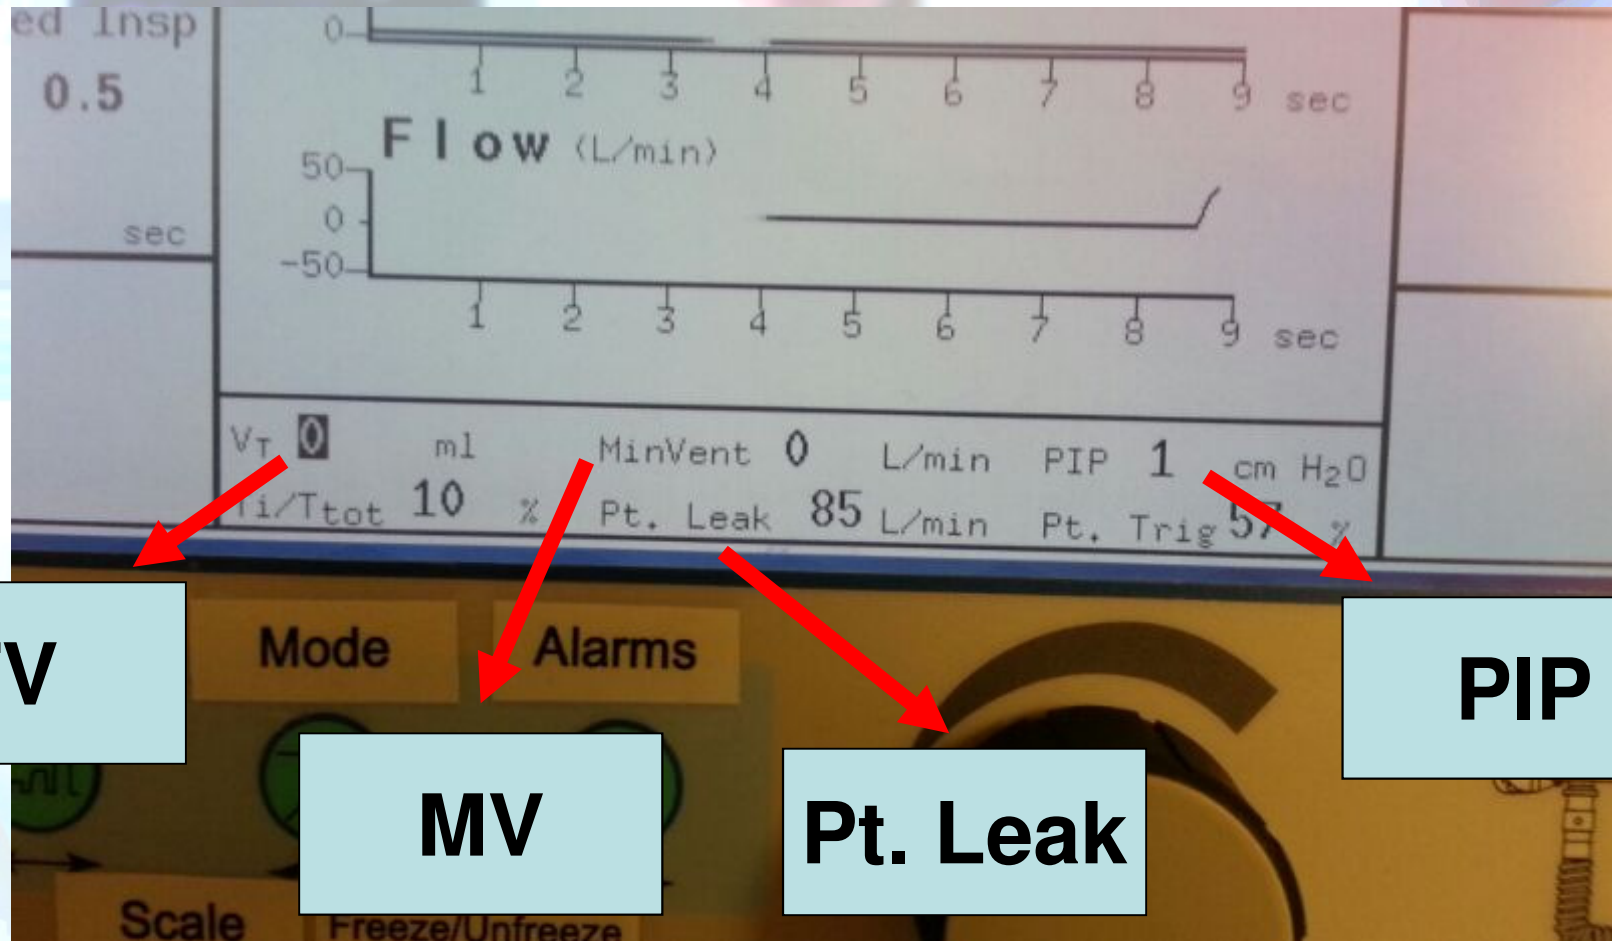 ed Insp
0.5
sec
0
1 2 3 4 5 6 7 8 9 sec
Flow (L/min)
50
0
-50
1 2 3 4 5 6 7 8 9 sec
VT 0 ml MinVent 0 L/min PIP 1 cm H2O
Ti/Ttot 10 % Pt. Leak 85 L/min Pt. Trig 57 %
Mode Alarms
V PIP
MV Pt. Leak
Scale Freeze/Unfreeze